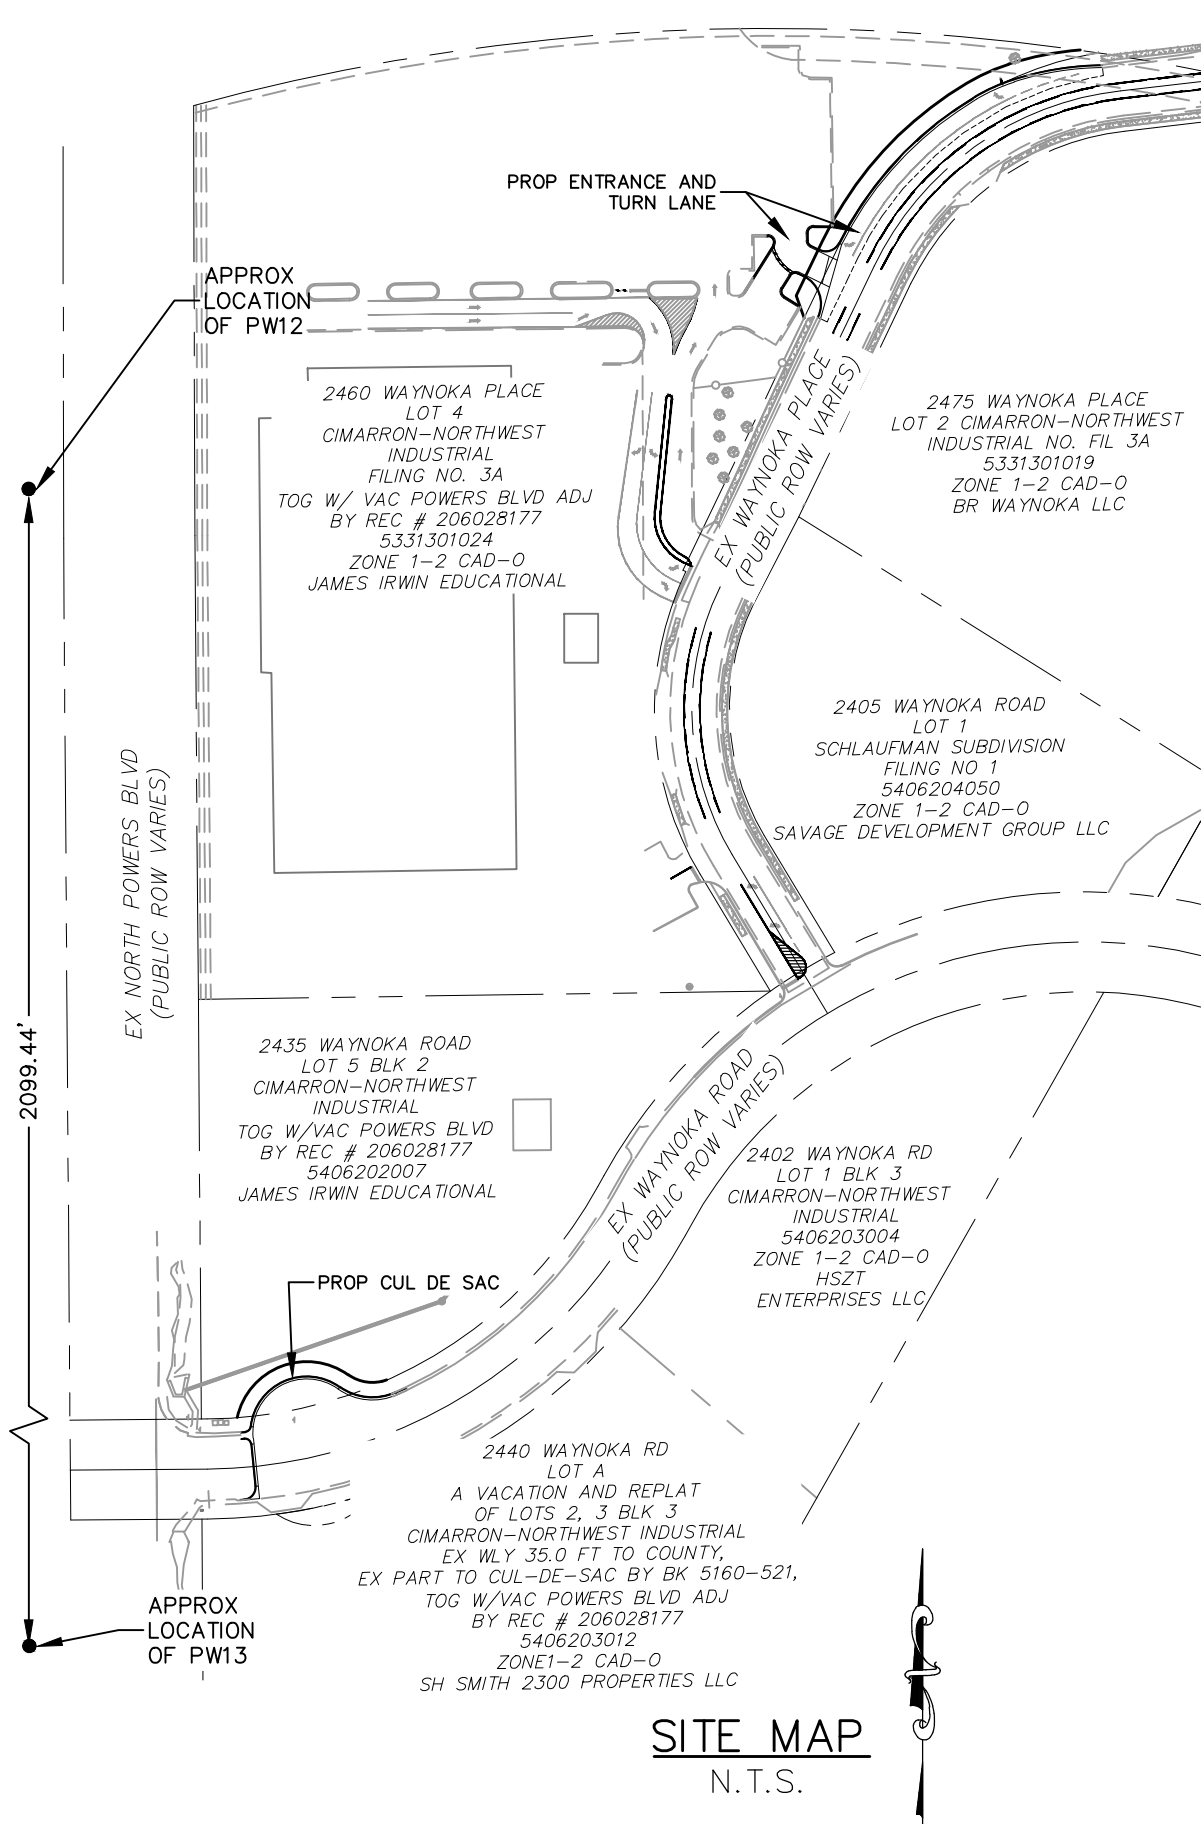 PROP ENTRANCE AND
TURN LANE
APPROX
LOCATION
OF PW12
2460 WAYNOKA PLACE
LOT 4
CIMARRON-NORTHWEST
INDUSTRIAL
FILING NO. 3A
TOG W/ VAC POWERS BLVD ADJ
BY REC # 206028177
5331301024
ZONE 1-2 CAD-O
JAMES IRWIN EDUCATIONAL
EX WAYNOKA PLACE
(PUBLIC ROW VARIES)
2475 WAYNOKA PLACE
LOT 2 CIMARRON-NORTHWEST
INDUSTRIAL NO. FIL 3A
5331301019
ZONE 1-2 CAD-O
BR WAYNOKA LLC
2405 WAYNOKA ROAD
LOT 1
SCHLAUFMAN SUBDIVISION
FILING NO 1
5406204050
ZONE 1-2 CAD-O
SAVAGE DEVELOPMENT GROUP LLC
EX NORTH POWERS BLVD
(PUBLIC ROW VARIES)
2099.44'
2435 WAYNOKA ROAD
LOT 5 BLK 2
CIMARRON-NORTHWEST
INDUSTRIAL
TOG W/VAC POWERS BLVD
BY REC # 206028177
5406202007
JAMES IRWIN EDUCATIONAL
EX WAYNOKA ROAD
(PUBLIC ROW VARIES)
2402 WAYNOKA RD
LOT 1 BLK 3
CIMARRON-NORTHWEST
INDUSTRIAL
5406203004
ZONE 1-2 CAD-O
HSZT
ENTERPRISES LLC
PROP CUL DE SAC
2440 WAYNOKA RD
LOT A
A VACATION AND REPLAT
OF LOTS 2, 3 BLK 3
CIMARRON-NORTHWEST INDUSTRIAL
EX WLY 35.0 FT TO COUNTY,
EX PART TO CUL-DE-SAC BY BK 5160-521,
TOG W/VAC POWERS BLVD ADJ
BY REC # 206028177
5406203012
ZONE1-2 CAD-O
SH SMITH 2300 PROPERTIES LLC
APPROX
LOCATION
OF PW13
SITE MAP
N.T.S.